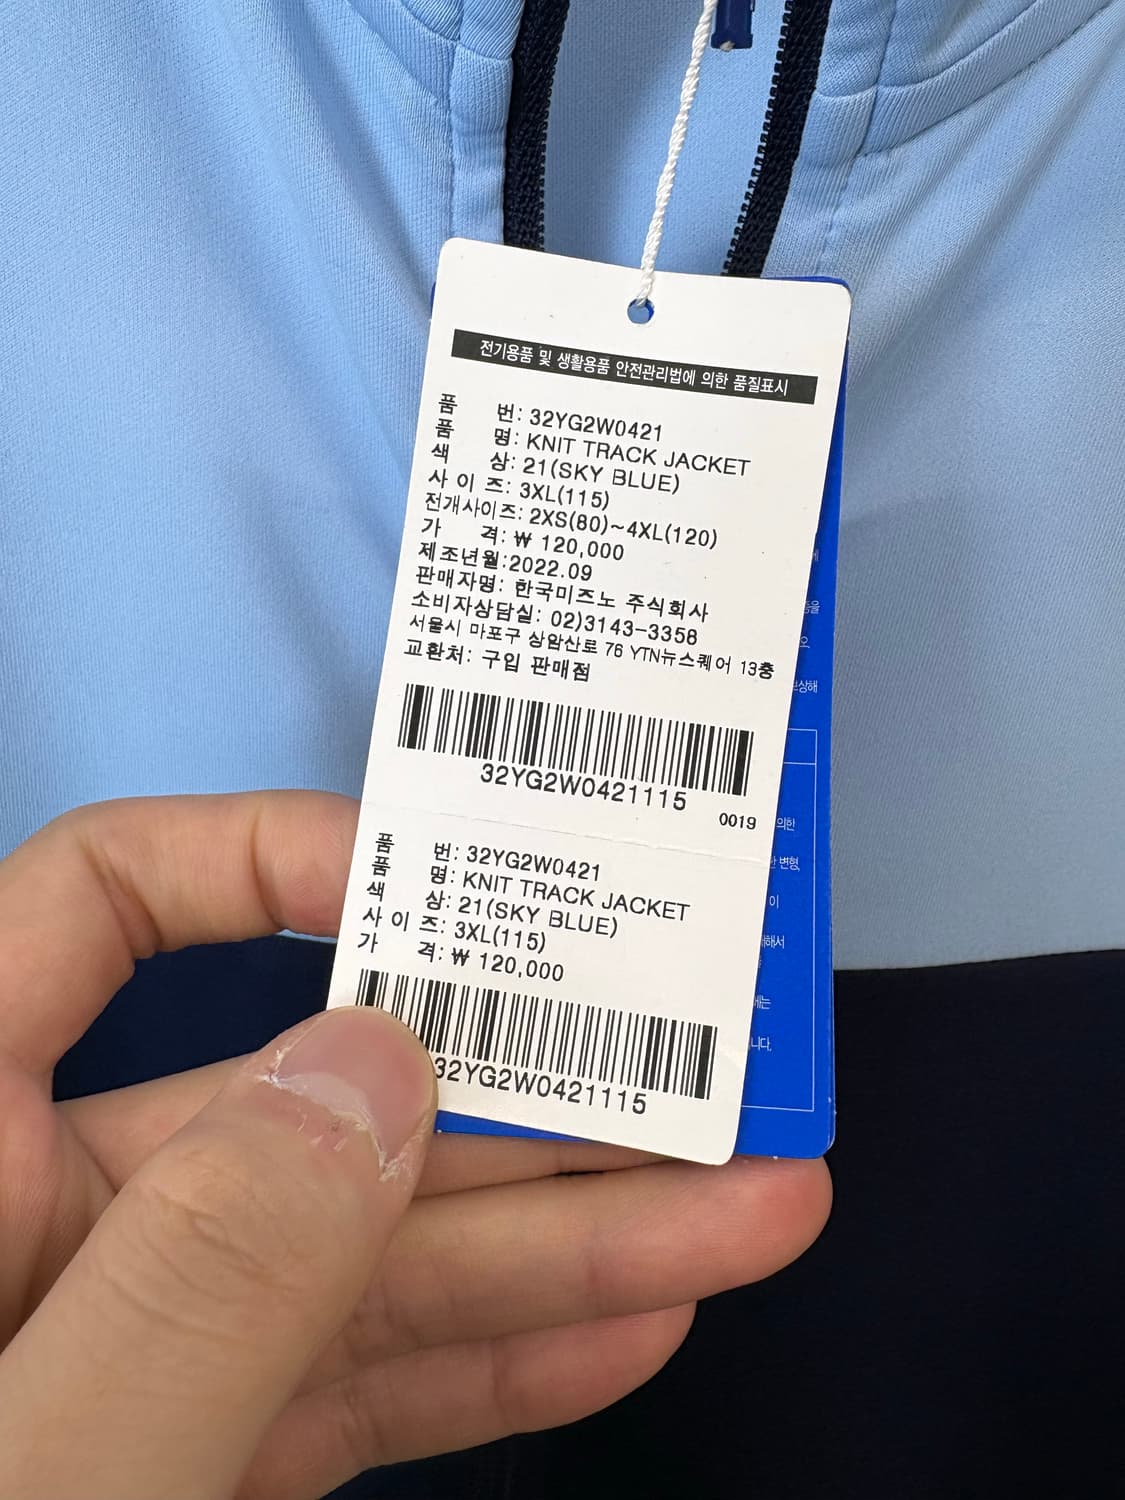 전기용품 및 생활용품 안전관리법에 의한 품질표시
품 번: 32YG2W0421
품 명: KNIT TRACK JACKET
색 상: 21(SKY BLUE)
사 이 즈: 3XL(115)
전개사이즈: 2XS(80)~4XL(120)
가 격: ₩ 120,000
제조년월:2022.09
판매자명: 한국미즈노 주식회사
소비자상담실: 02)3143-3358
서울시 마포구 상암산로 76 YTN뉴스퀘어 13층
교환처: 구입 판매점
32YG2W0421115
0019
품 번: 32YG2W0421
품 명: KNIT TRACK JACKET
색 상: 21(SKY BLUE)
사 이 즈: 3XL(115)
가 격: ₩ 120,000
32YG2W0421115
의한
변형,
이